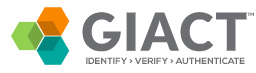 GIACT™
IDENTIFY › VERIFY › AUTHENTICATE